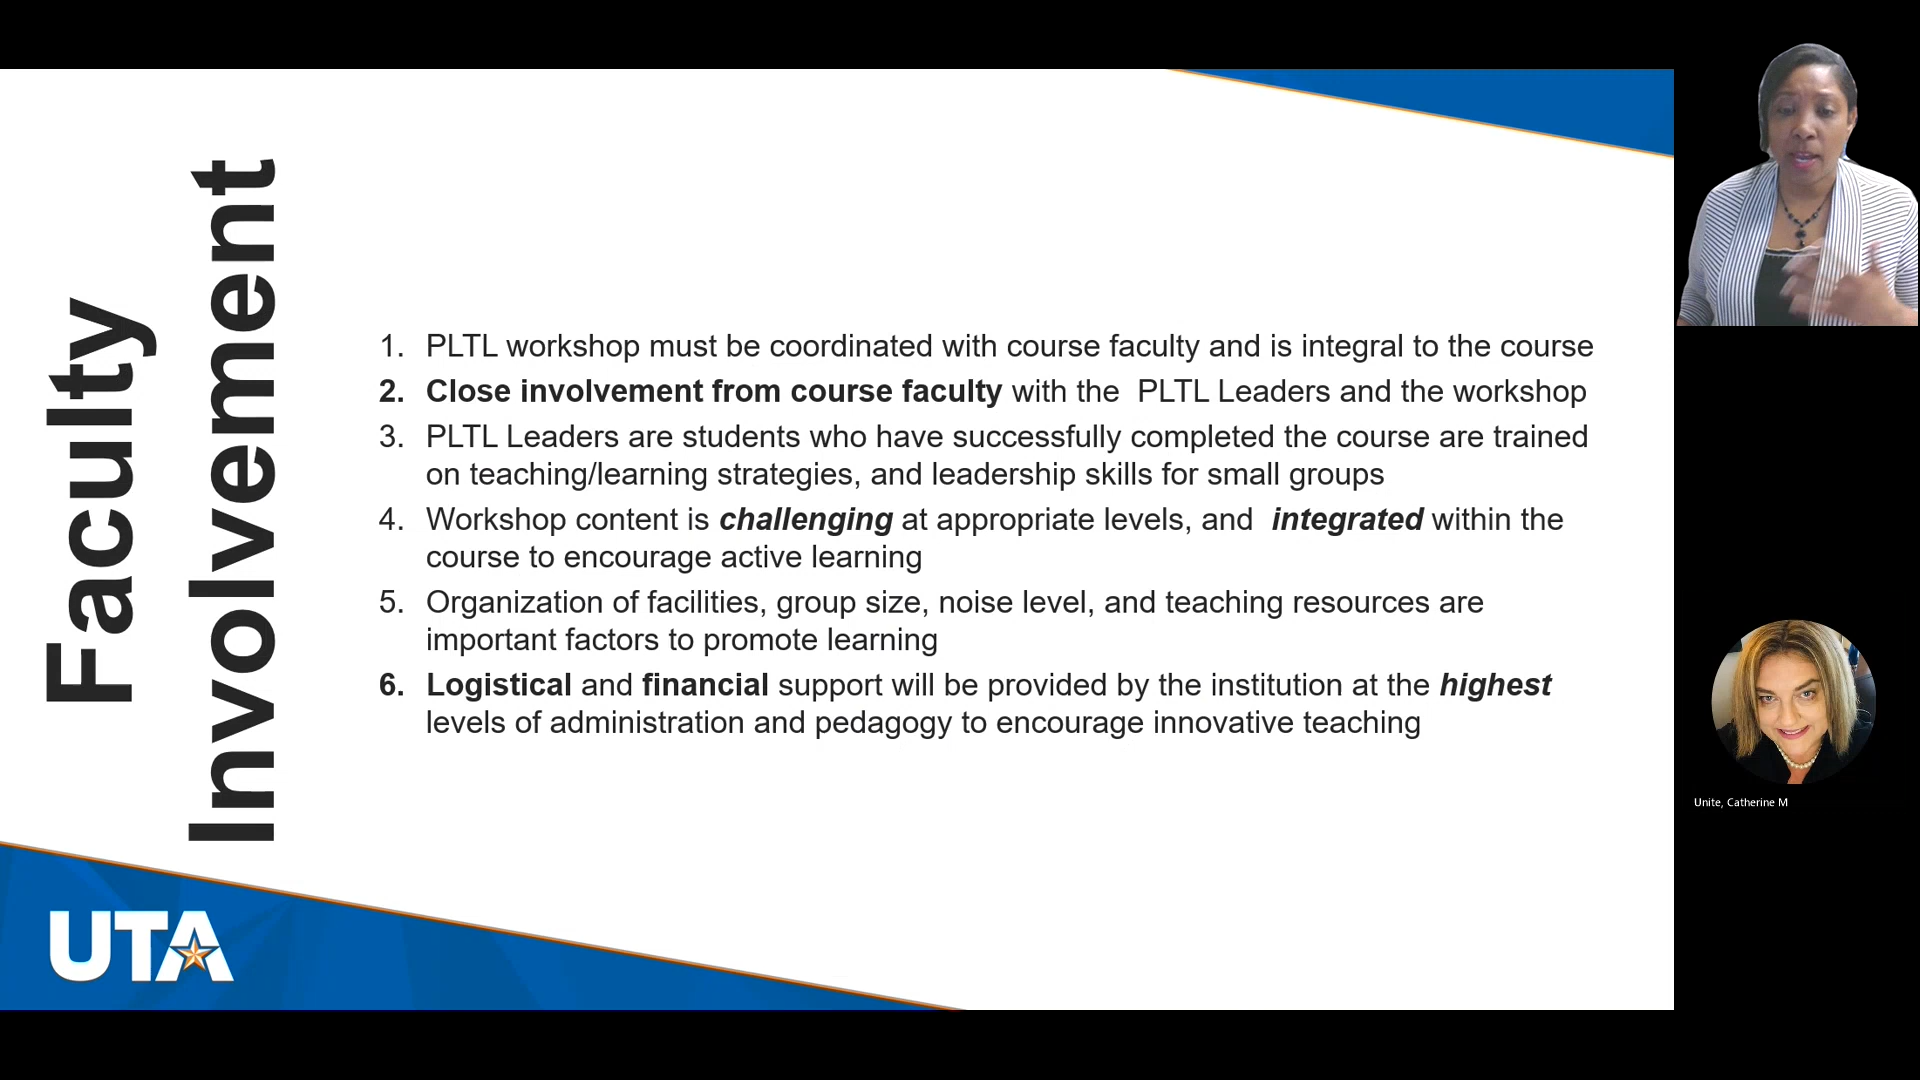 Faculty
Involvement
1. PLTL workshop must be coordinated with course faculty and is integral to the course
2. Close involvement from course faculty with the PLTL Leaders and the workshop
3. PLTL Leaders are students who have successfully completed the course are trained
on teaching/learning strategies, and leadership skills for small groups
4. Workshop content is challenging at appropriate levels, and integrated within the
course to encourage active learning
5. Organization of facilities, group size, noise level, and teaching resources are
important factors to promote learning
6. Logistical and financial support will be provided by the institution at the highest
levels of administration and pedagogy to encourage innovative teaching
UTA
Unite, Catherine M